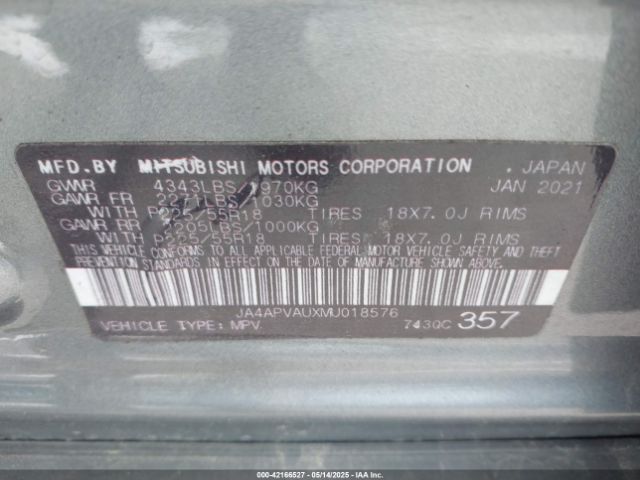 MFD.BY MITSUBISHI MOTORS CORPORATION , JAPAN
GVWR 4343LBS/1970KG JAN 2021
GAWR FR 2271LBS/1030KG
WITH P225/55R18 TIRES 18X7.0J RIMS
GAWR RR 2205LBS/1000KG
WITH P225/55R18 TIRES 18X7.0J RIMS
THIS VEHICLE CONFORMS TO ALL APPLICABLE FEDERAL MOTOR VEHICLE SAFETY AND
STANDARDS IN EFFECT ON THE DATE OF MANUFACTURE SHOWN ABOVE.
JA4APVAUXMU018576
VEHICLE TYPE: MPV 743QC 357
000-42166527 - 05/14/2025 - © IAA, Inc.